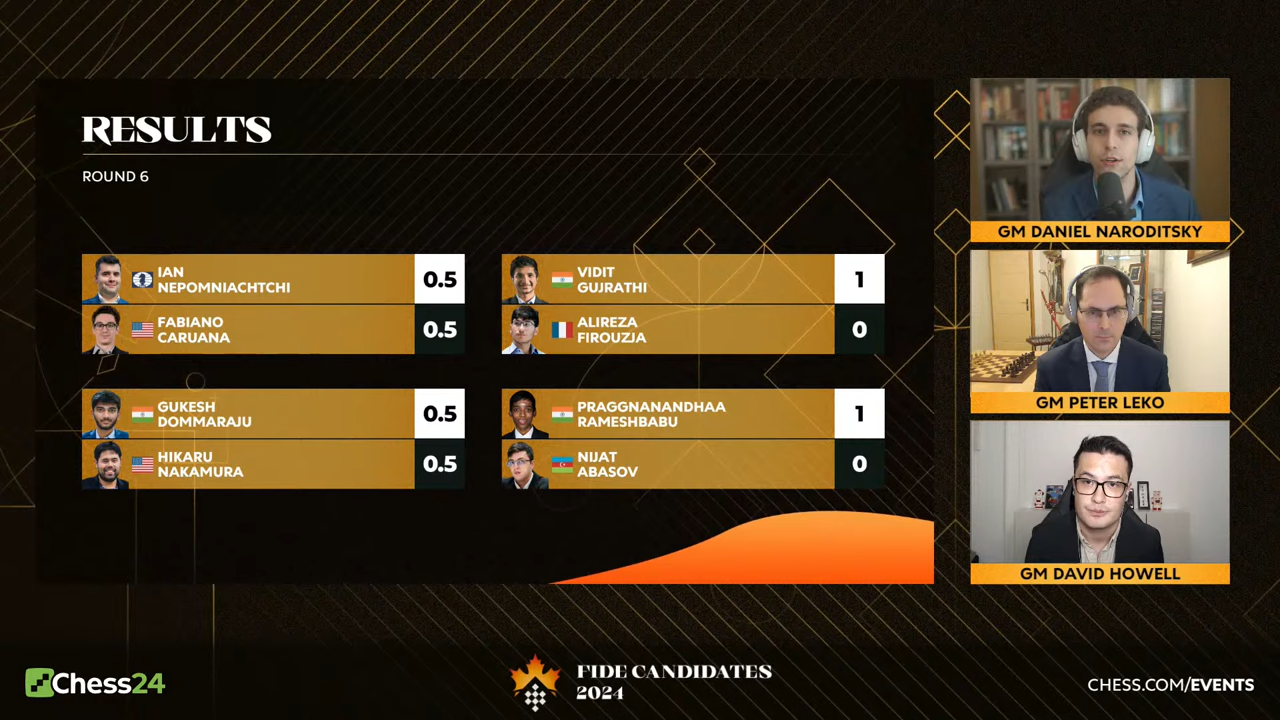 RESULTS
ROUND 6
IAN
NEPOMNIACHTCHI
0.5
FABIANO
CARUANA
0.5
VIDIT
GUJRATHI
1
ALIREZA
FIROUZJA
0
GUKESH
DOMMARAJU
0.5
HIKARU
NAKAMURA
0.5
PRAGGNANANDHAA
RAMESHBABU
1
NIJAT
ABASOV
0
GM DANIEL NARODITSKY
GM PETER LEKO
GM DAVID HOWELL
Chess24
FIDE CANDIDATES
2024
CHESS.COM/EVENTS